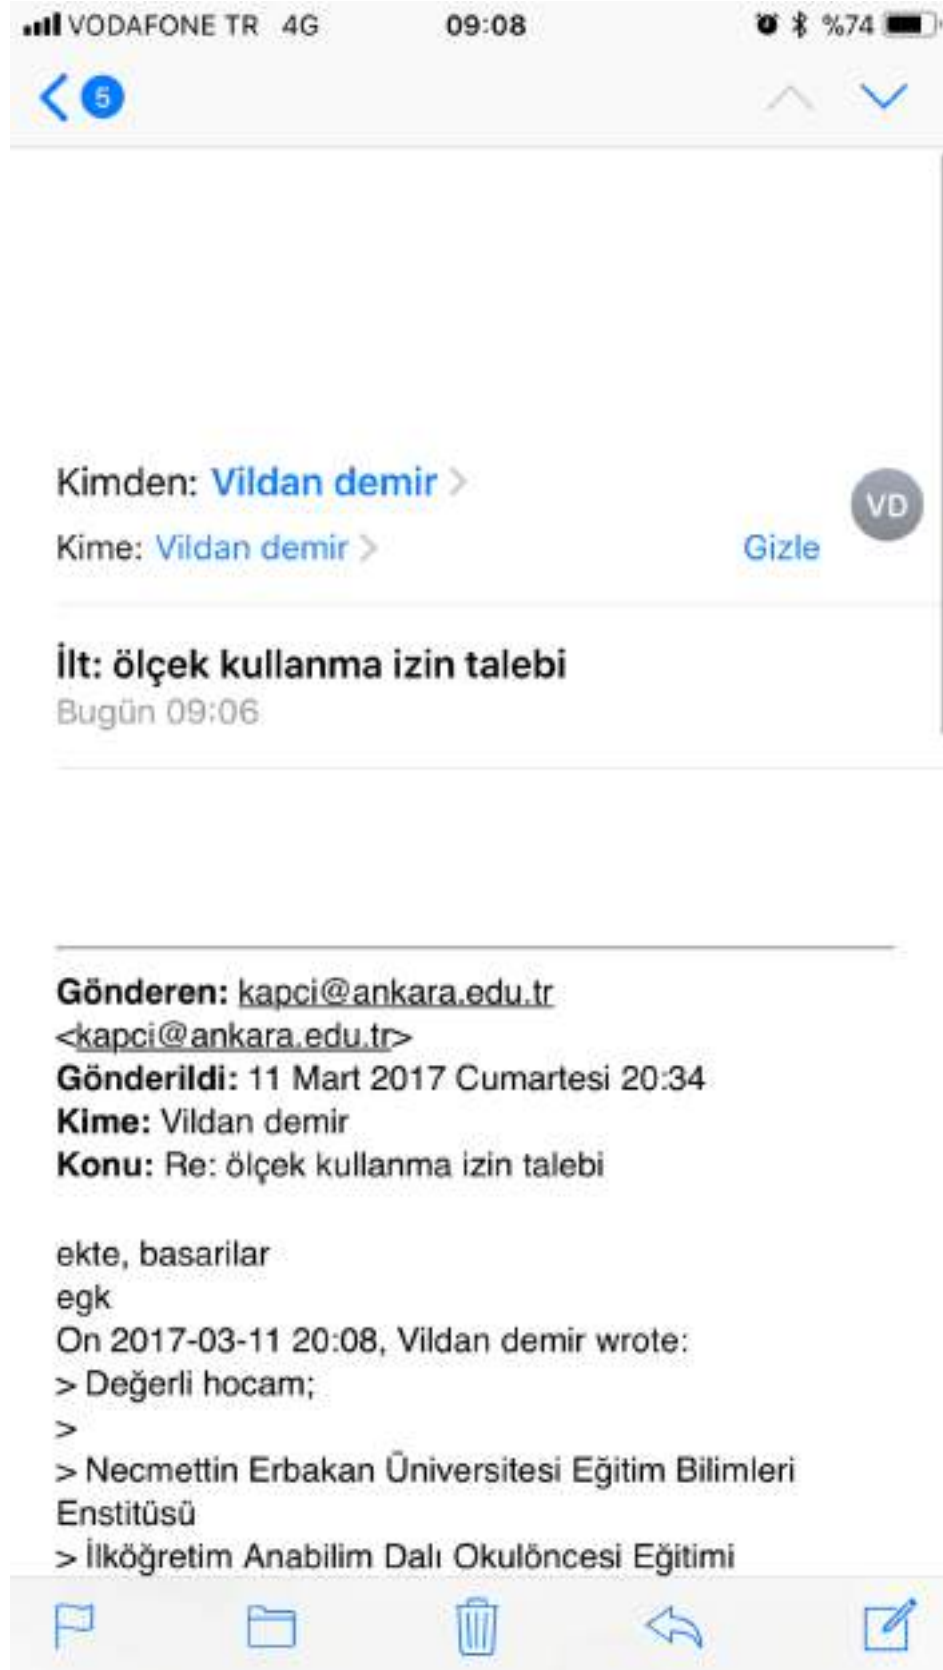 VODAFONE TR 4G 09:08 %74
5
Kimden: Vildan demir
VD
Kime: Vildan demir Gizle
İlt: ölçek kullanma izin talebi
Bugün 09:06
Gönderen: kapci@ankara.edu.tr
<kapci@ankara.edu.tr>
Gönderildi: 11 Mart 2017 Cumartesi 20:34
Kime: Vildan demir
Konu: Re: ölçek kullanma izin talebi
ekte, basarilar
egk
On 2017-03-11 20:08, Vildan demir wrote:
> Değerli hocam;
>
> Necmettin Erbakan Üniversitesi Eğitim Bilimleri
Enstitüsü
> İlköğretim Anabilim Dalı Okulöncesi Eğitimi